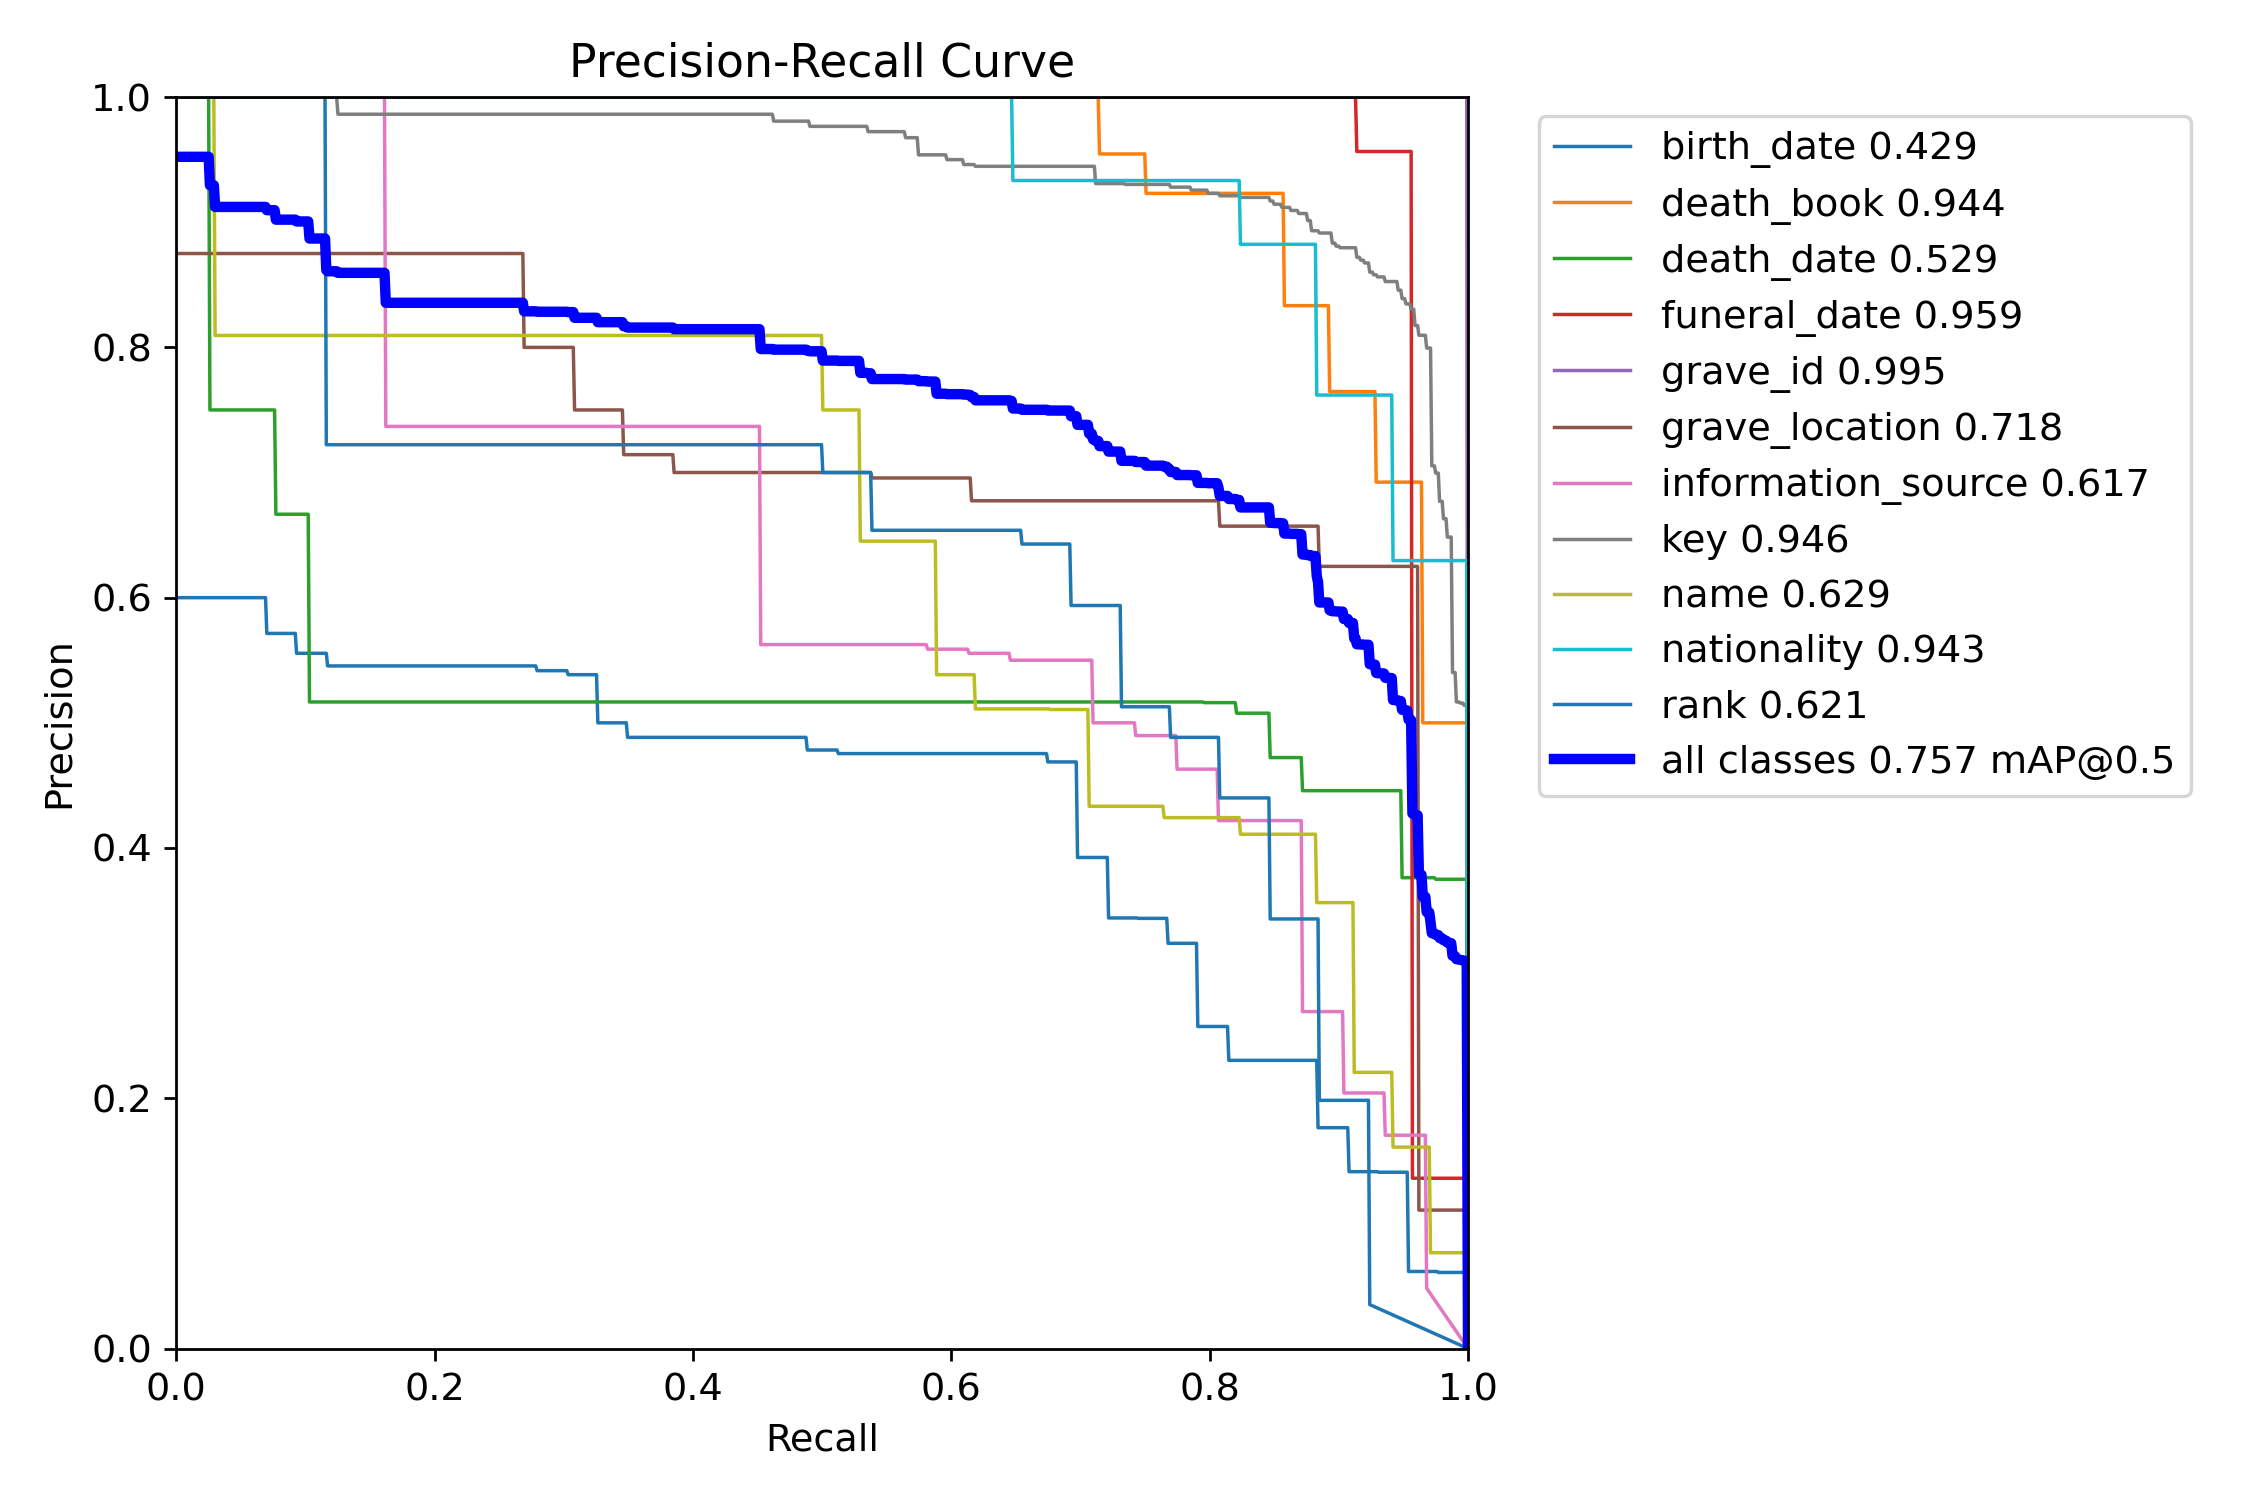 Precision-Recall Curve
1.0
0.8
0.6
0.4
0.2
0.0
Precision
0.0 0.2 0.4 0.6 0.8 1.0
Recall
birth_date 0.429
death_book 0.944
death_date 0.529
funeral_date 0.959
grave_id 0.995
grave_location 0.718
information_source 0.617
key 0.946
name 0.629
nationality 0.943
rank 0.621
all classes 0.757 mAP@0.5